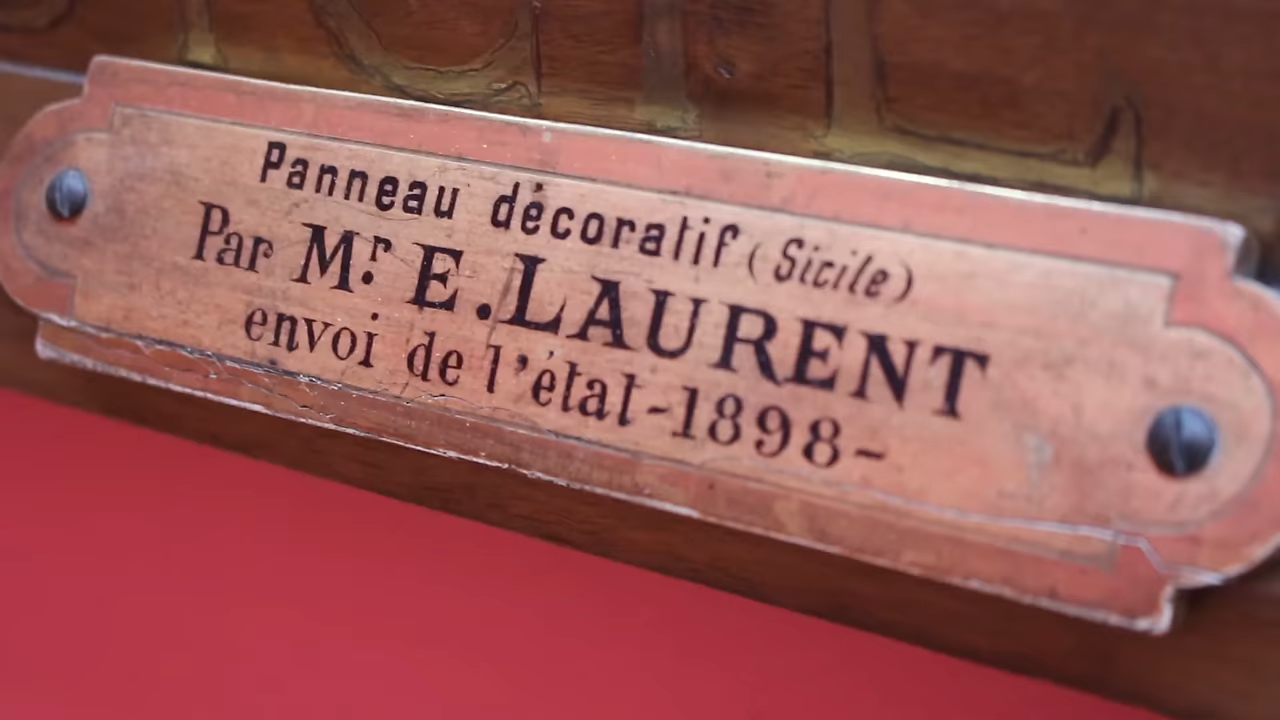 Panneau décoratif (Sicile)
Par Mr. E. LAURENT
envoi de l'état - 1898 -